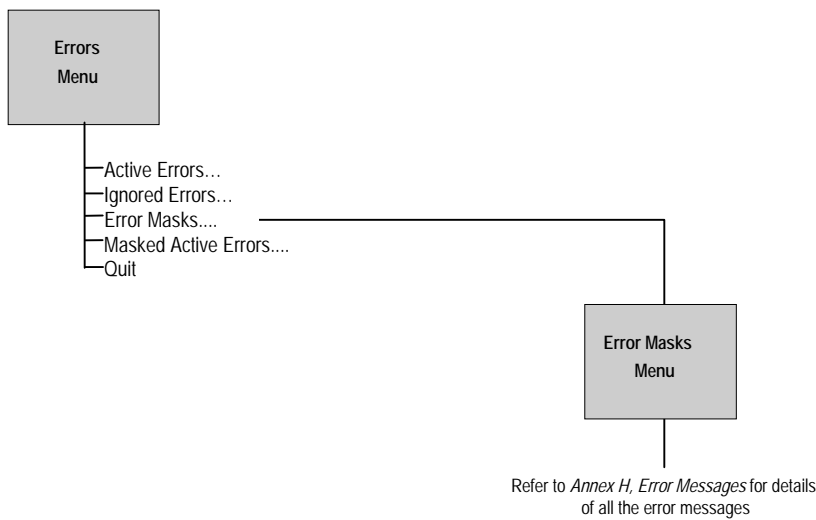 Errors
Menu
Active Errors…
Ignored Errors…
Error Masks....
Masked Active Errors....
Quit
Error Masks
Menu
Refer to Annex H, Error Messages for details
of all the error messages